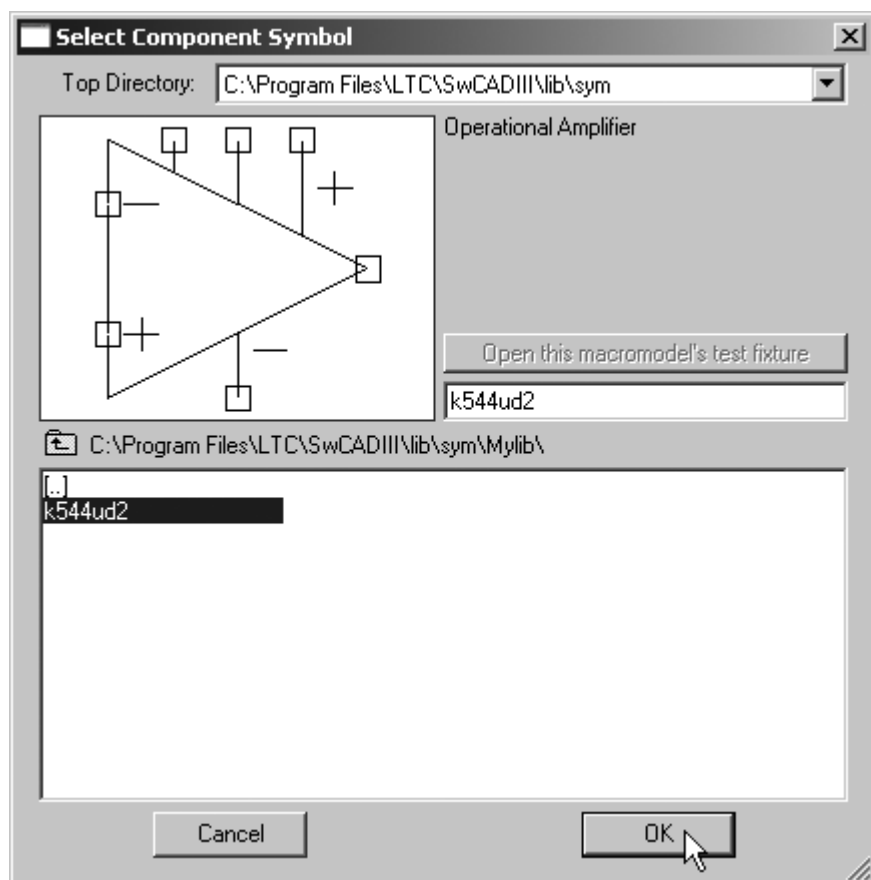 Select Component Symbol
Top Directory: C:\Program Files\LTC\SwCADIII\lib\sym
Operational Amplifier
+
−
+
−
Open this macromodel's test fixture
k544ud2
C:\Program Files\LTC\SwCADIII\lib\sym\Mylib\
[..]
k544ud2
Cancel OK